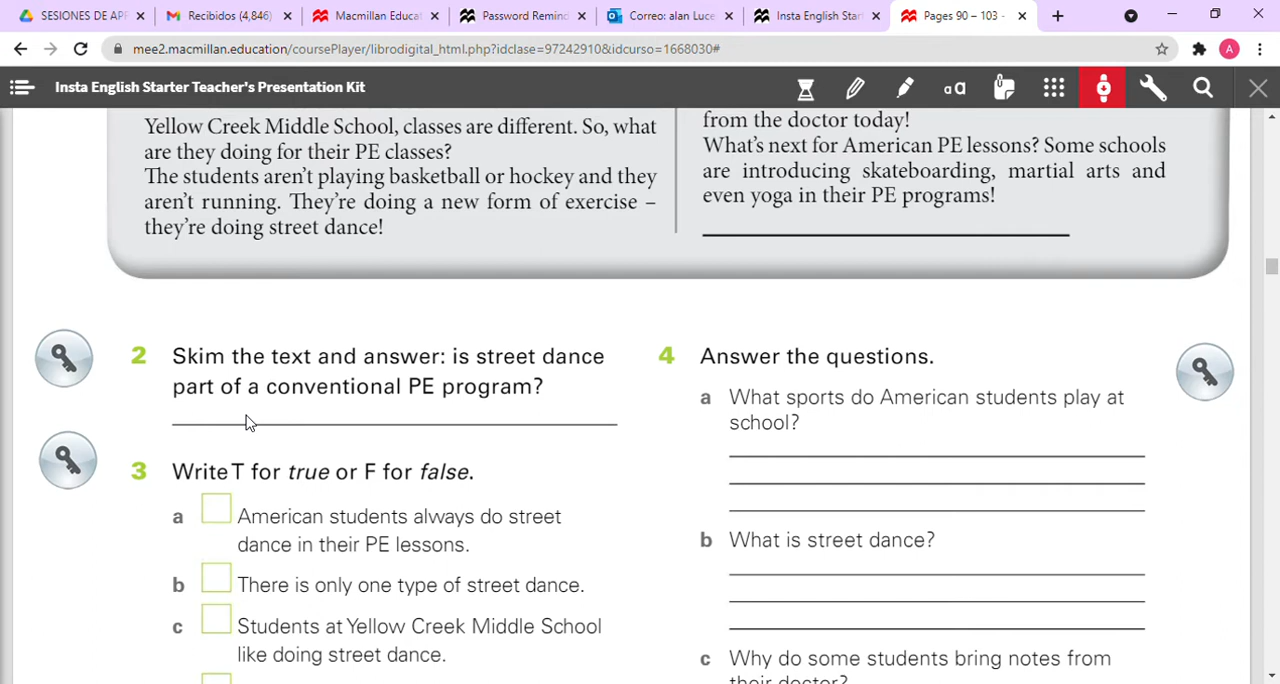 SESIONES DE AP
Recibidos (4,846)
Macmillan Educa
Password Remind
Correo: alan Luce
Insta English Star
Pages 90 – 103 -
mee2.macmillan.education/coursePlayer/librodigital_html.php?idclase=97242910&idcurso=1668030#
A
Insta English Starter Teacher's Presentation Kit
aa
Yellow Creek Middle School, classes are different. So, what
are they doing for their PE classes?
The students aren't playing basketball or hockey and they
aren't running. They're doing a new form of exercise –
they're doing street dance!
from the doctor today!
What's next for American PE lessons? Some schools
are introducing skateboarding, martial arts and
even yoga in their PE programs!
2 Skim the text and answer: is street dance
part of a conventional PE program?
3 Write T for true or F for false.
a American students always do street
dance in their PE lessons.
b There is only one type of street dance.
c Students at Yellow Creek Middle School
like doing street dance.
4 Answer the questions.
a What sports do American students play at
school?
b What is street dance?
c Why do some students bring notes from
their doctor?